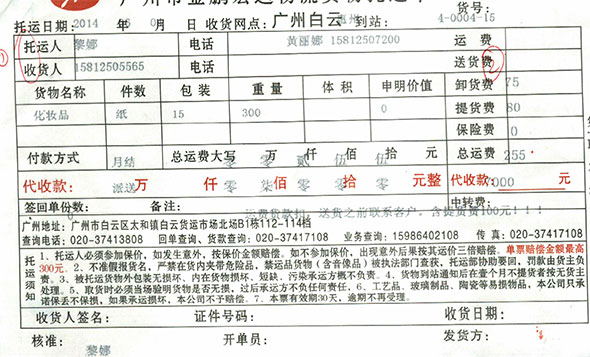 货号:
托运日期: 2014 年 6 月 0 日 收货网点: 广州白云 惠州 到站: 4-0004-15
托运人 黎娜 电话 黄丽娜 15812507200 运费
收货人 15812505565 电话 送货费
货物名称 件数 包装 重量 体积 申明价值 卸货费 75
化妆品 纸 15 300 0 提货费 80
保险费 0
付款方式 月结 总运费大写 零 万 零 仟 贰 佰 伍 拾 伍 元 总运费 255
代收款: 派送 万 仟 零 佰 柒 零 拾 零 元整 代收款: 000 元
签回单份数: 备注: 运费货款扣, 送货之前联系客户, 含提货费100元!!! 中转费:
广州地址: 广州市白云区太和镇白云货运市场北场B1栋112-114档
查询电话: 020-37413808 回单查询、货款查询: 020-37417108 业务查询: 15986402108 传真: 020-37417108
托运须知
1、托运人必须参加保价, 如发生意外, 按保价金额赔偿。如不参加保价, 出现意外后果按其运价三倍赔偿。单票赔偿金额最高
300元。2、不准假报货名, 严禁在货内夹带危险品、禁运品货物(含音像品)被执法部门查获, 托运部协助要回, 罚款由货主负
责。3、被托运货物外包装无损坏、内在货物损坏、短缺、污染承运方概不负责。4、货物到站通知后在壹个月不提货者按无货主
处理。5、取货时必须当场验明货物是否无损, 过后承运方不负任何责任。6、工艺品、玻璃制品、陶瓷等易损物品, 本公司只承
诺保丢不保损, 如果承运损坏, 本公司不予赔偿。7、本票有效期30天, 逾期不再受理。
收货人签名: 证件号码: 收货日期:
核准: 黎娜 开单员: 发货方: